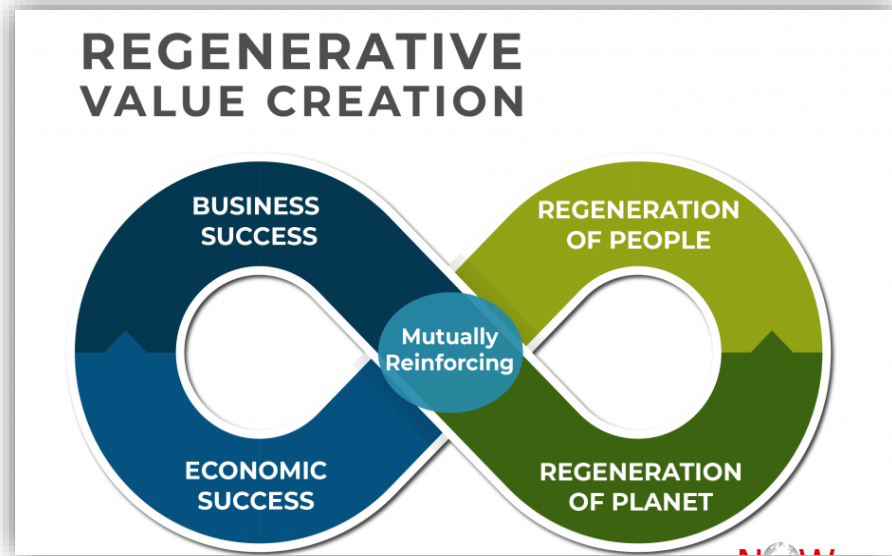 REGENERATIVE
VALUE CREATION
BUSINESS
SUCCESS
REGENERATION
OF PEOPLE
Mutually
Reinforcing
ECONOMIC
SUCCESS
REGENERATION
OF PLANET